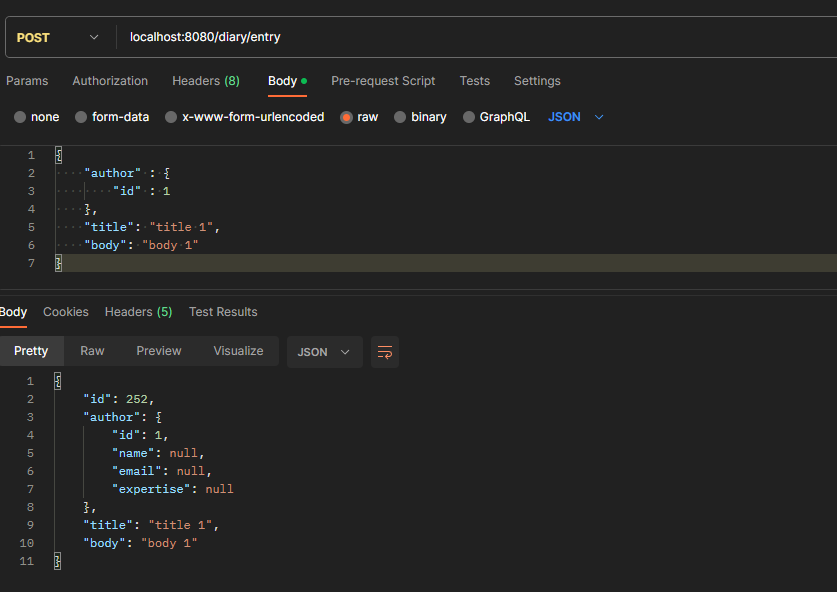 POST localhost:8080/diary/entry
Params Authorization Headers (8) Body Pre-request Script Tests Settings
none form-data x-www-form-urlencoded raw binary GraphQL JSON
1 {
2 "author" : {
3 "id" : 1
4 },
5 "title": "title 1",
6 "body": "body 1"
7 }
Body Cookies Headers (5) Test Results
Pretty Raw Preview Visualize JSON
1 {
2 "id": 252,
3 "author": {
4 "id": 1,
5 "name": null,
6 "email": null,
7 "expertise": null
8 },
9 "title": "title 1",
10 "body": "body 1"
11 }